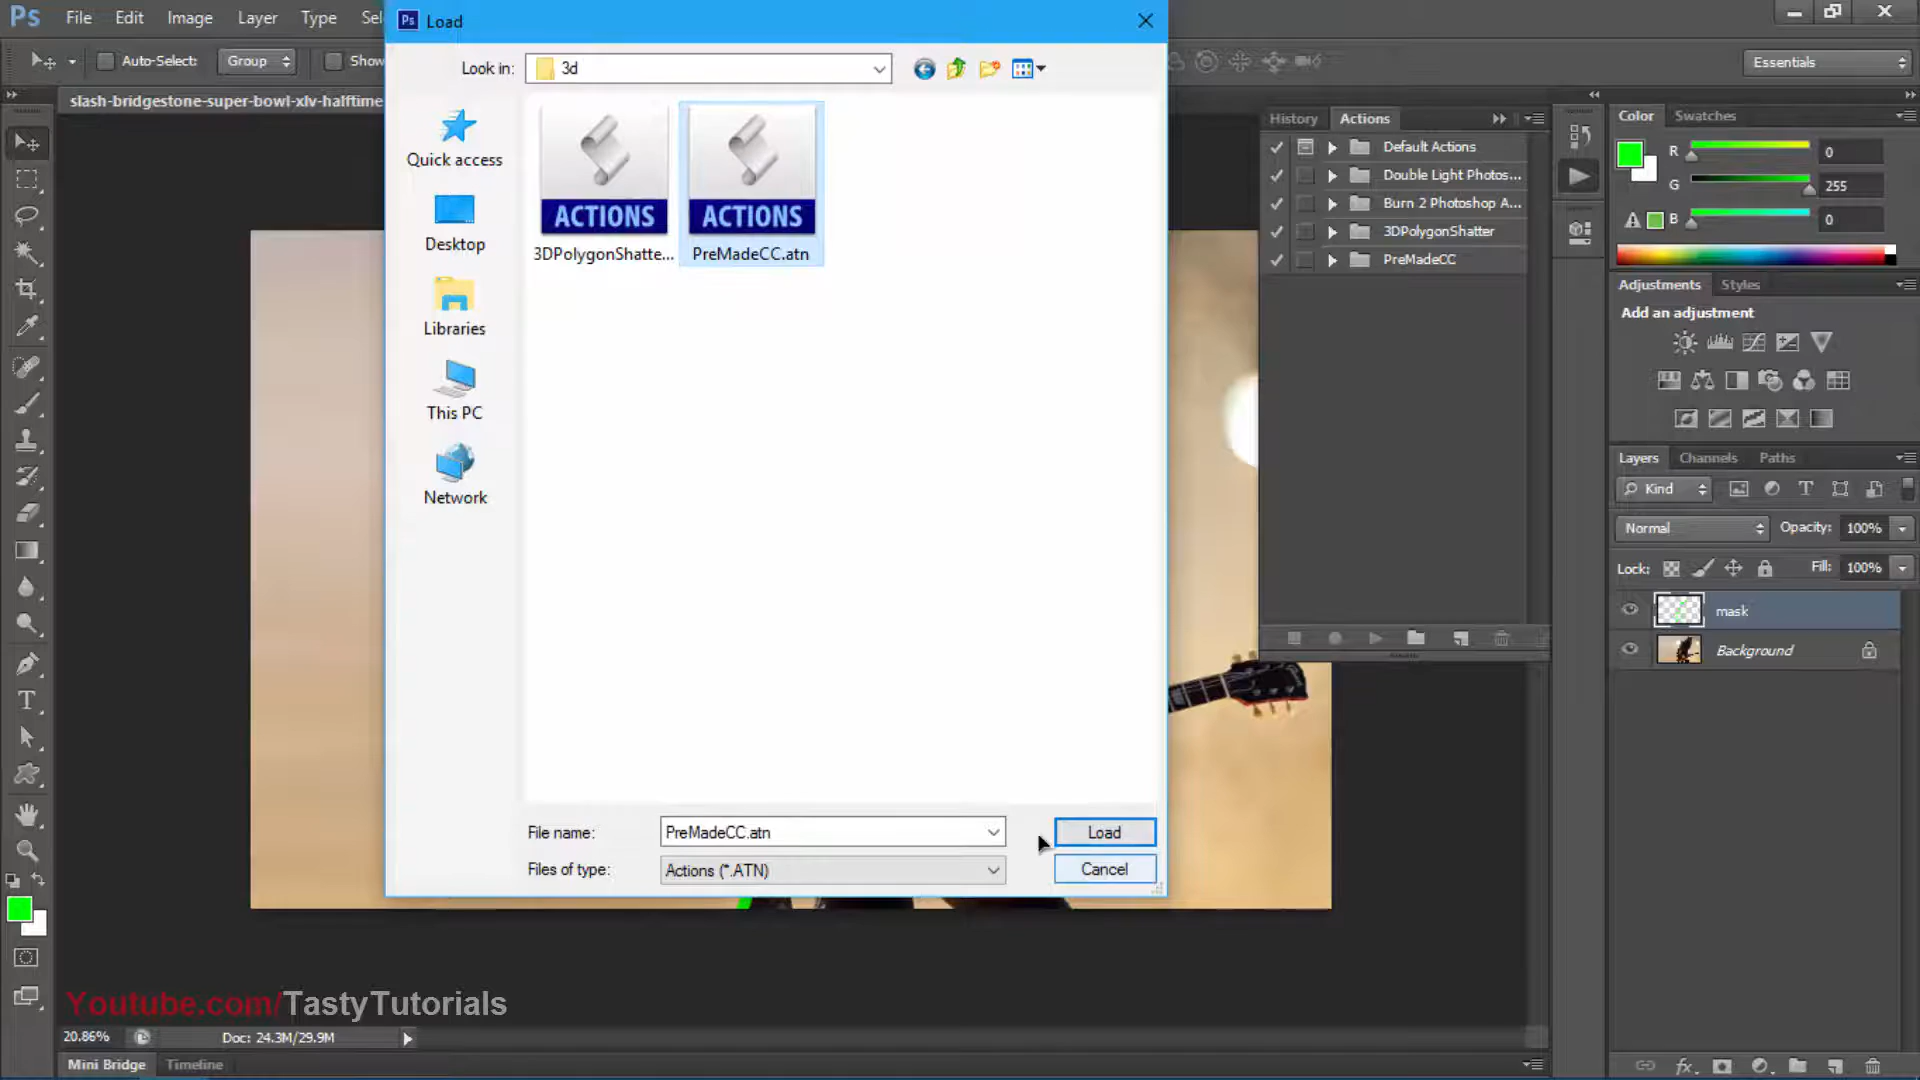 Ps File Edit Image Layer Type
Ps Load
Auto-Select: Group Show
Essentials
Look in: 3d
slash-bridgestone-super-bowl-xlv-halftime
Quick access
Desktop
Libraries
This PC
Network
ACTIONS ACTIONS
3DPolygonShatte... PreMadeCC.atn
File name: PreMadeCC.atn Load
Files of type: Actions (*.ATN) Cancel
History Actions
Default Actions
Double Light Photos...
Burn 2 Photoshop A...
3DPolygonShatter
PreMadeCC
Color Swatches
R 0
G 255
B 0
Adjustments Styles
Add an adjustment
Layers Channels Paths
Kind
Normal Opacity: 100%
Lock: Fill: 100%
mask
Background
Youtube.com/TastyTutorials
20.86% Doc: 24.3M/29.9M
Mini Bridge Timeline